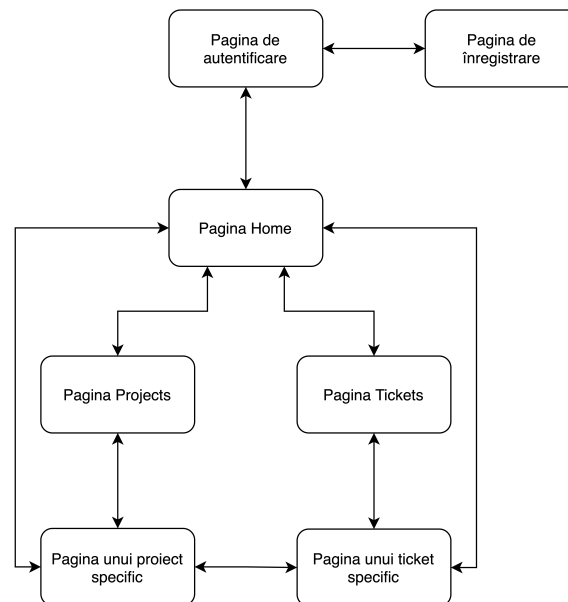 Pagina de
autentificare
Pagina de
înregistrare
Pagina Home
Pagina Projects
Pagina Tickets
Pagina unui proiect
specific
Pagina unui ticket
specific